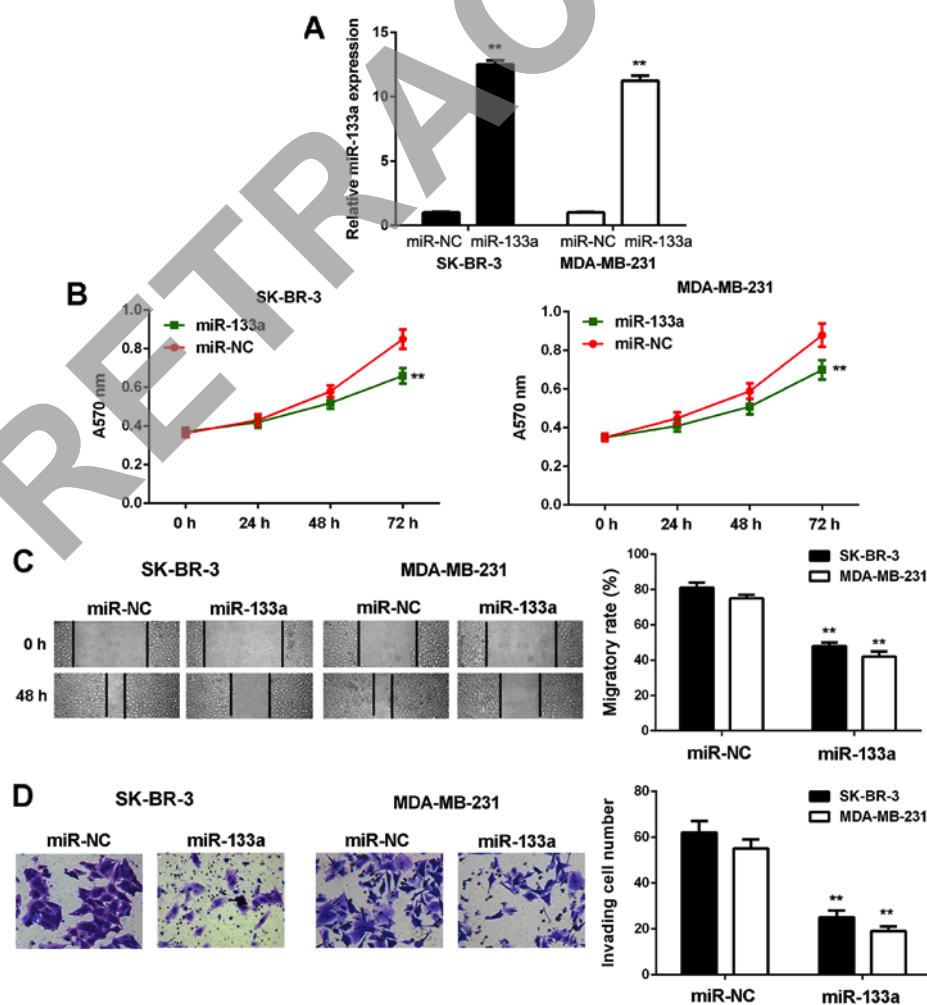 RETRAC
A
Relative miR-133a expression
15
10
5
0
**
**
miR-NC miR-133a miR-NC miR-133a
SK-BR-3 MDA-MB-231
B
SK-BR-3
miR-133a
miR-NC
A570 nm
1.0
0.8
0.6
0.4
0.2
0.0
**
0 h 24 h 48 h 72 h
MDA-MB-231
miR-133a
miR-NC
A570 nm
1.0
0.8
0.6
0.4
0.2
0.0
**
0 h 24 h 48 h 72 h
C
SK-BR-3 MDA-MB-231
miR-NC miR-133a miR-NC miR-133a
0 h
48 h
Migratory rate (%)
100
80
60
40
20
0
SK-BR-3
MDA-MB-231
** **
miR-NC miR-133a
D
SK-BR-3 MDA-MB-231
miR-NC miR-133a miR-NC miR-133a
Invading cell number
80
60
40
20
0
SK-BR-3
MDA-MB-231
** **
miR-NC miR-133a